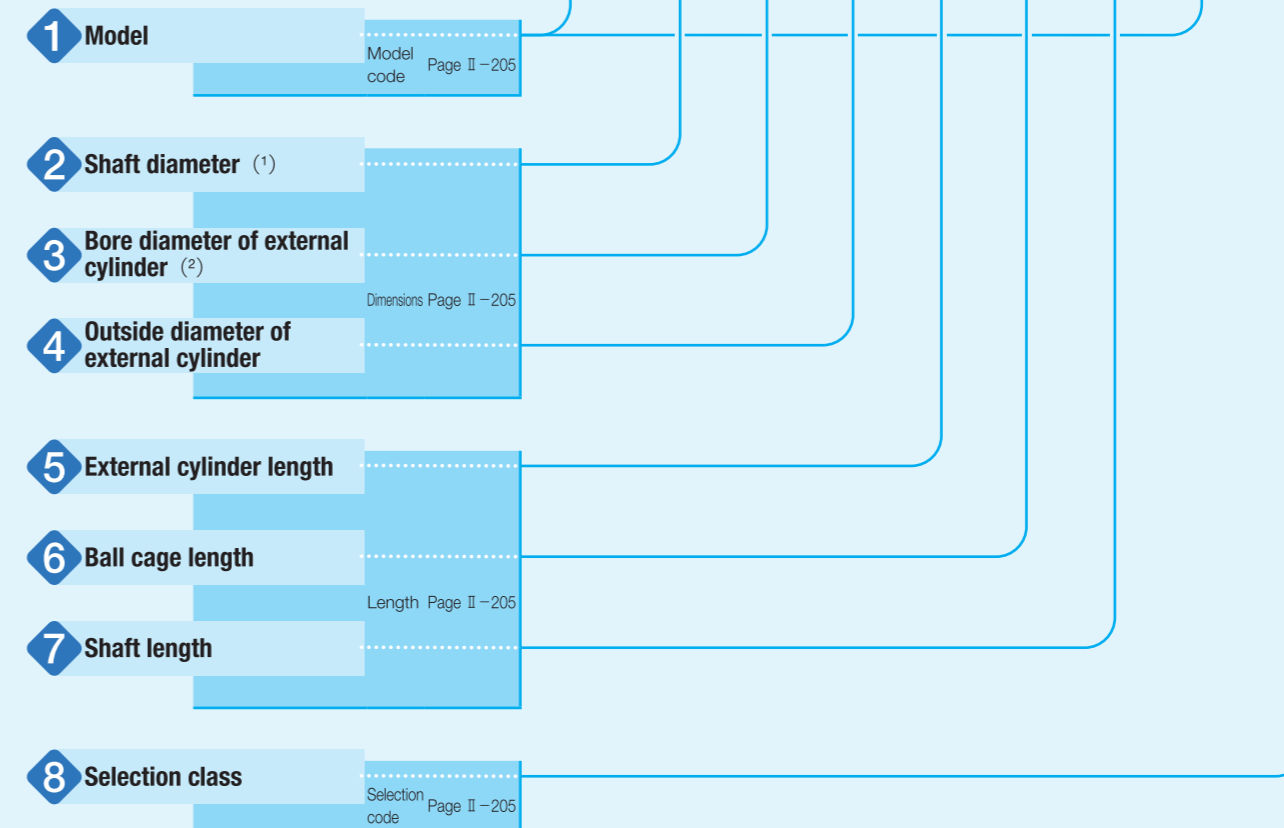 1 Model
Model
code
Page Ⅱ－205
2 Shaft diameter (¹)
3 Bore diameter of external
cylinder (²)
Dimensions Page Ⅱ－205
4 Outside diameter of
external cylinder
5 External cylinder length
6 Ball cage length
Length Page Ⅱ－205
7 Shaft length
8 Selection class
Selection
code
Page Ⅱ－205